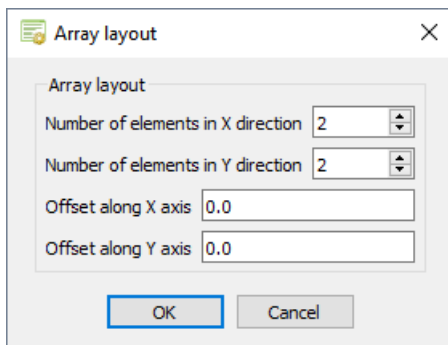 Array layout
Array layout
Number of elements in X direction 2
Number of elements in Y direction 2
Offset along X axis 0.0
Offset along Y axis 0.0
OK Cancel